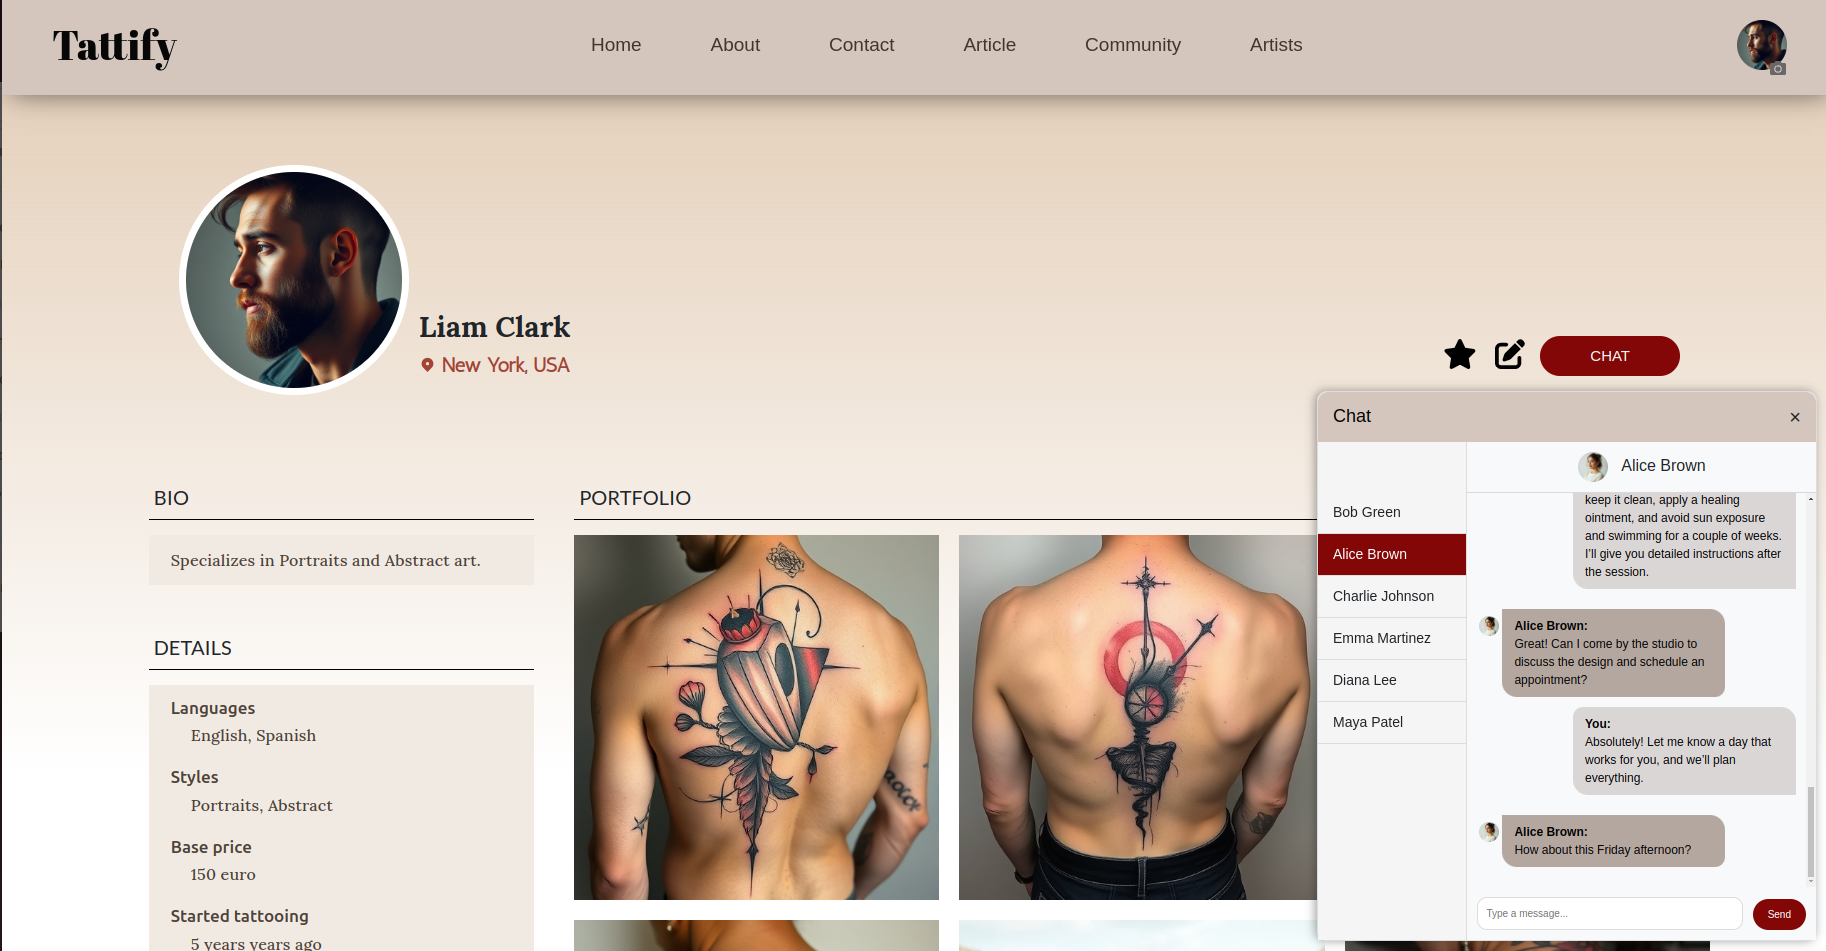 Tattify
Home
About
Contact
Article
Community
Artists
Liam Clark
New York, USA
CHAT
BIO
Specializes in Portraits and Abstract art.
DETAILS
Languages
English, Spanish
Styles
Portraits, Abstract
Base price
150 euro
Started tattooing
5 years years ago
PORTFOLIO
Chat
×
Bob Green
Alice Brown
Charlie Johnson
Emma Martinez
Diana Lee
Maya Patel
Alice Brown
keep it clean, apply a healing
ointment, and avoid sun exposure
and swimming for a couple of weeks.
I’ll give you detailed instructions after
the session.
Alice Brown:
Great! Can I come by the studio to
discuss the design and schedule an
appointment?
You:
Absolutely! Let me know a day that
works for you, and we’ll plan
everything.
Alice Brown:
How about this Friday afternoon?
Type a message...
Send